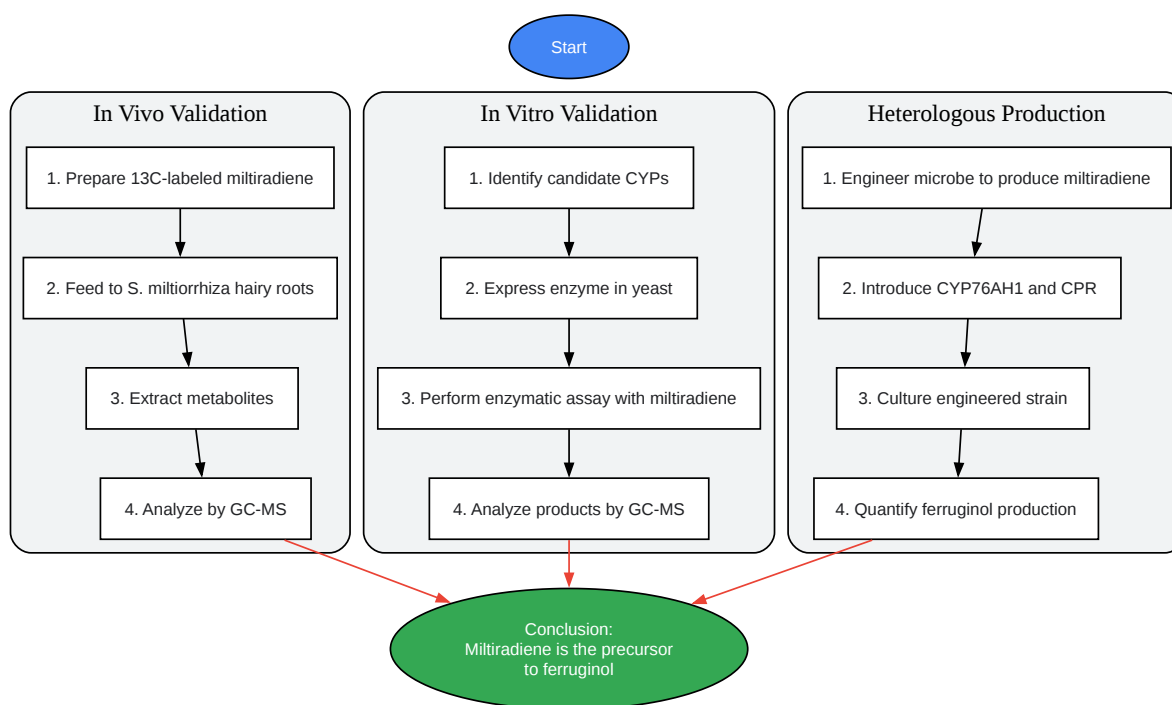 Start
In Vivo Validation
1. Prepare 13C-labeled miltiradiene
2. Feed to S. miltiorrhiza hairy roots
3. Extract metabolites
4. Analyze by GC-MS
In Vitro Validation
1. Identify candidate CYPs
2. Express enzyme in yeast
3. Perform enzymatic assay with miltiradiene
4. Analyze products by GC-MS
Heterologous Production
1. Engineer microbe to produce miltiradiene
2. Introduce CYP76AH1 and CPR
3. Culture engineered strain
4. Quantify ferruginol production
Conclusion:
Miltiradiene is the precursor
to ferruginol